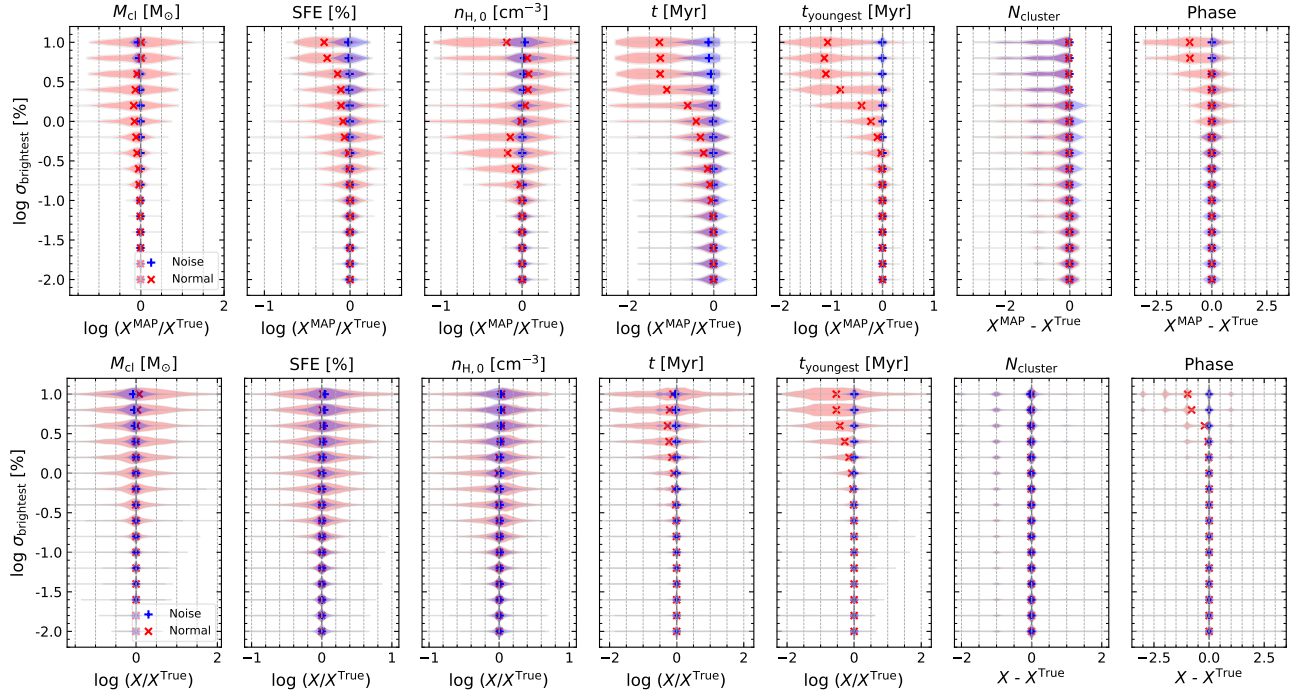 M_cl [M_⊙]
SFE [%]
n_H, 0 [cm^−3]
t [Myr]
t_youngest [Myr]
N_cluster
Phase
log σ_brightest [%]
1.0
0.5
0.0
-0.5
-1.0
-1.5
-2.0
Noise
Normal
0 2
−1 0
−1 0
−2 0
−2 −1 0 1
−2 0
−2.5 0.0 2.5
log (X^MAP/X^True)
log (X^MAP/X^True)
log (X^MAP/X^True)
log (X^MAP/X^True)
log (X^MAP/X^True)
X^MAP - X^True
X^MAP - X^True
M_cl [M_⊙]
SFE [%]
n_H, 0 [cm^−3]
t [Myr]
t_youngest [Myr]
N_cluster
Phase
log σ_brightest [%]
1.0
0.5
0.0
-0.5
-1.0
-1.5
-2.0
Noise
Normal
0 2
0 1
−1 0 1
−2 0 2
−2 0 2
−2 0 2
−2.5 0.0 2.5
log (X/X^True)
log (X/X^True)
log (X/X^True)
log (X/X^True)
log (X/X^True)
X - X^True
X - X^True